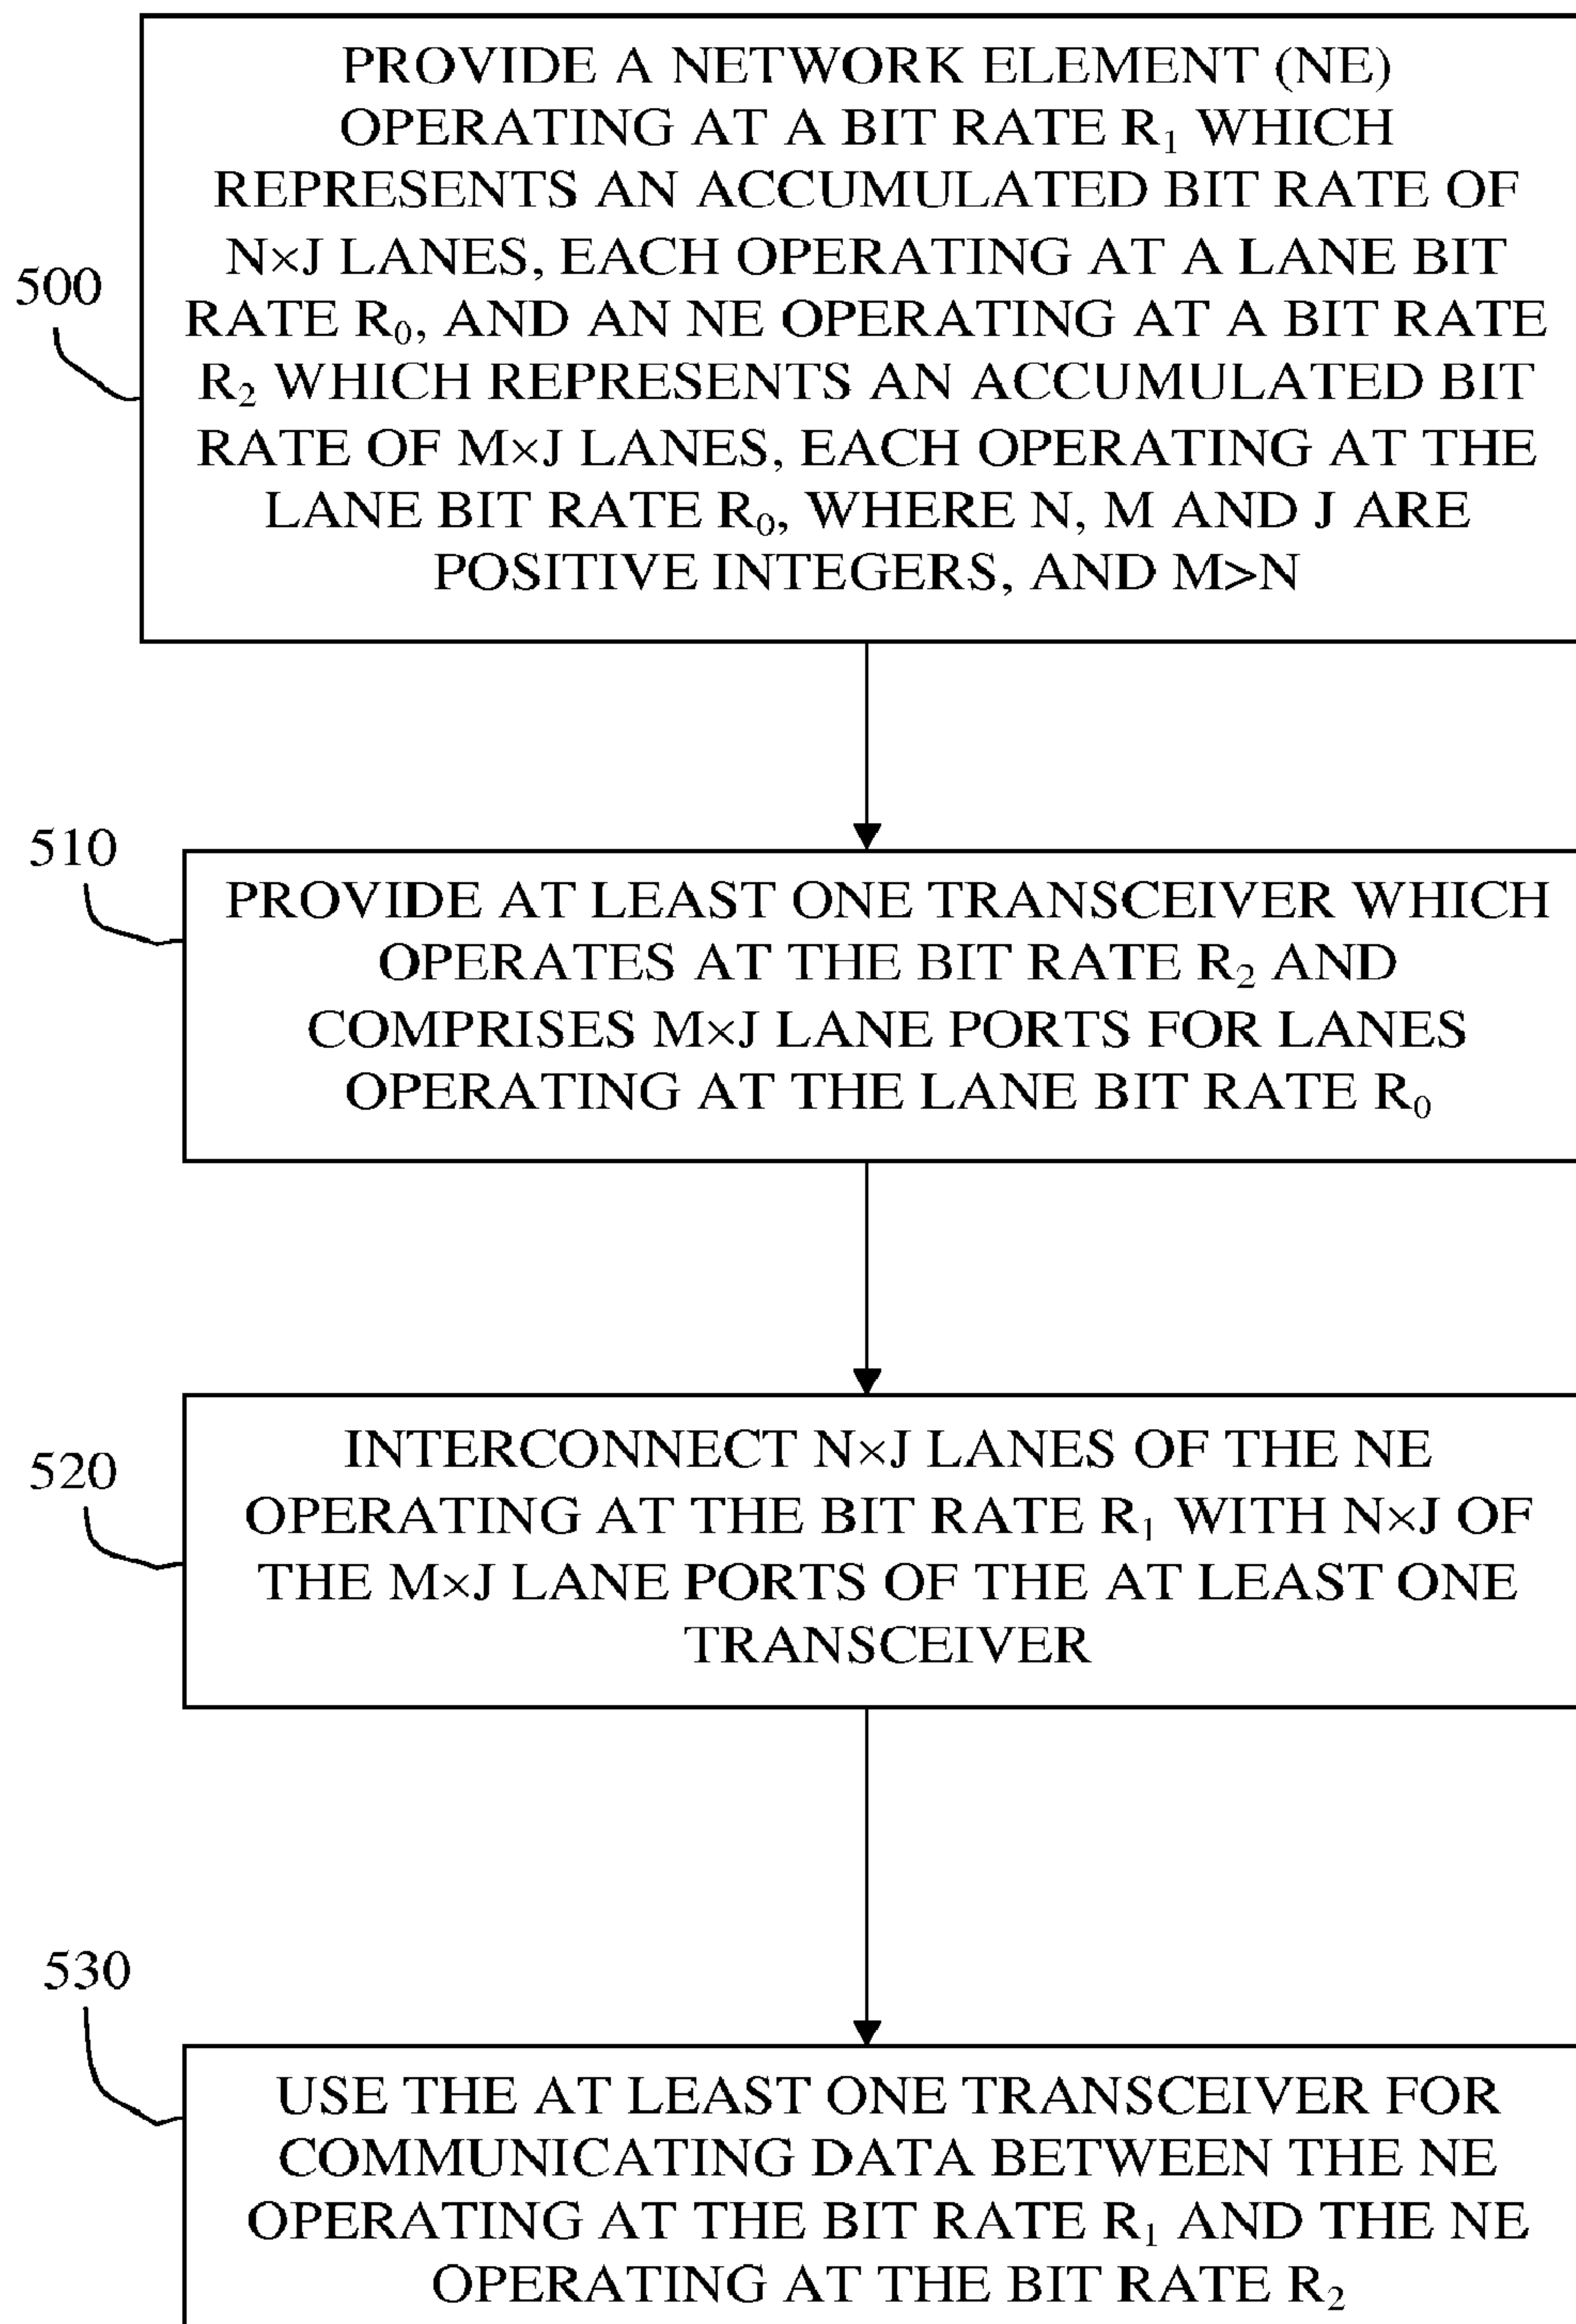 PROVIDE A NETWORK ELEMENT (NE)
OPERATING AT A BIT RATE R₁ WHICH
REPRESENTS AN ACCUMULATED BIT RATE OF
N×J LANES, EACH OPERATING AT A LANE BIT
RATE R₀, AND AN NE OPERATING AT A BIT RATE
R₂ WHICH REPRESENTS AN ACCUMULATED BIT
RATE OF M×J LANES, EACH OPERATING AT THE
LANE BIT RATE R₀, WHERE N, M AND J ARE
POSITIVE INTEGERS, AND M>N
500
510
PROVIDE AT LEAST ONE TRANSCEIVER WHICH
OPERATES AT THE BIT RATE R₂ AND
COMPRISES M×J LANE PORTS FOR LANES
OPERATING AT THE LANE BIT RATE R₀
520
INTERCONNECT N×J LANES OF THE NE
OPERATING AT THE BIT RATE R₁ WITH N×J OF
THE M×J LANE PORTS OF THE AT LEAST ONE
TRANSCEIVER
530
USE THE AT LEAST ONE TRANSCEIVER FOR
COMMUNICATING DATA BETWEEN THE NE
OPERATING AT THE BIT RATE R₁ AND THE NE
OPERATING AT THE BIT RATE R₂